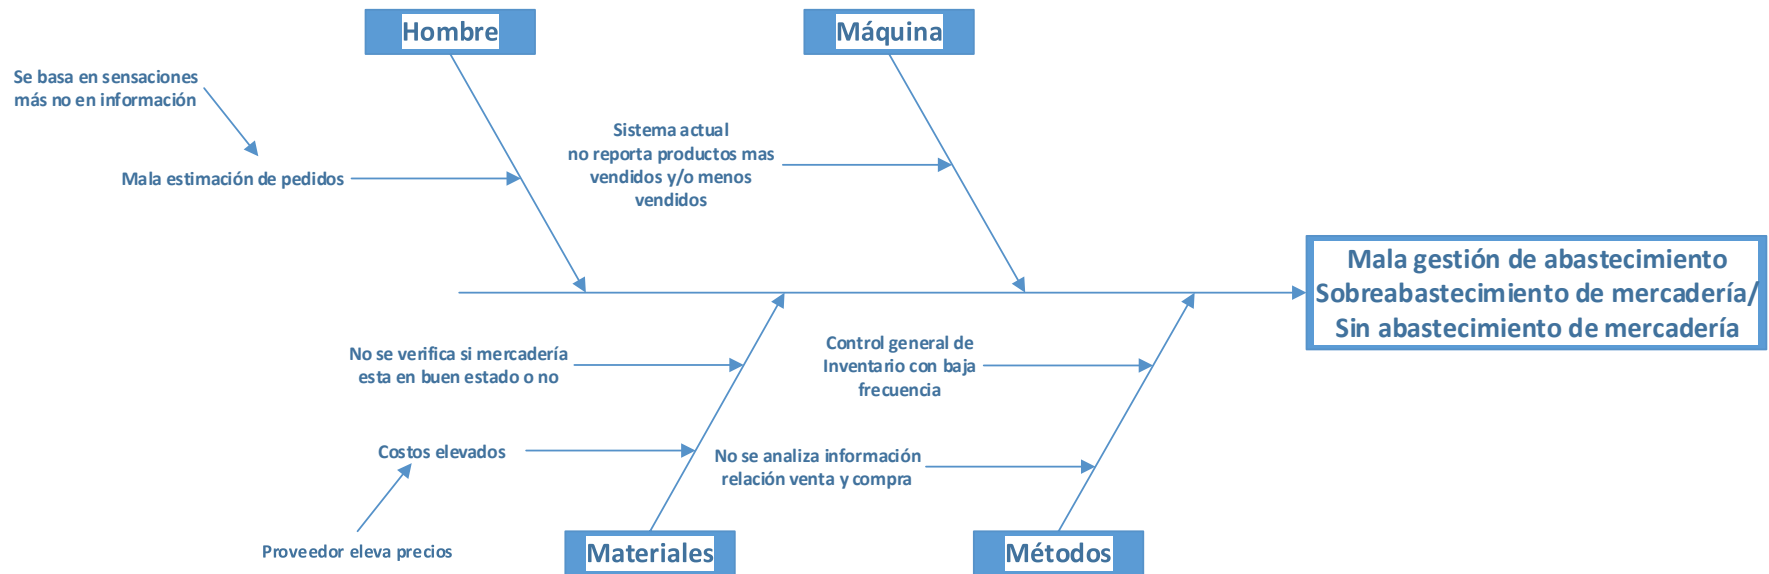 Hombre
Máquina
Se basa en sensaciones
más no en información
Mala estimación de pedidos
Sistema actual
no reporta productos mas
vendidos y/o menos
vendidos
Mala gestión de abastecimiento
Sobreabastecimiento de mercadería/
Sin abastecimiento de mercadería
No se verifica si mercadería
esta en buen estado o no
Control general de
Inventario con baja
frecuencia
Costos elevados
No se analiza información
relación venta y compra
Proveedor eleva precios
Materiales
Métodos